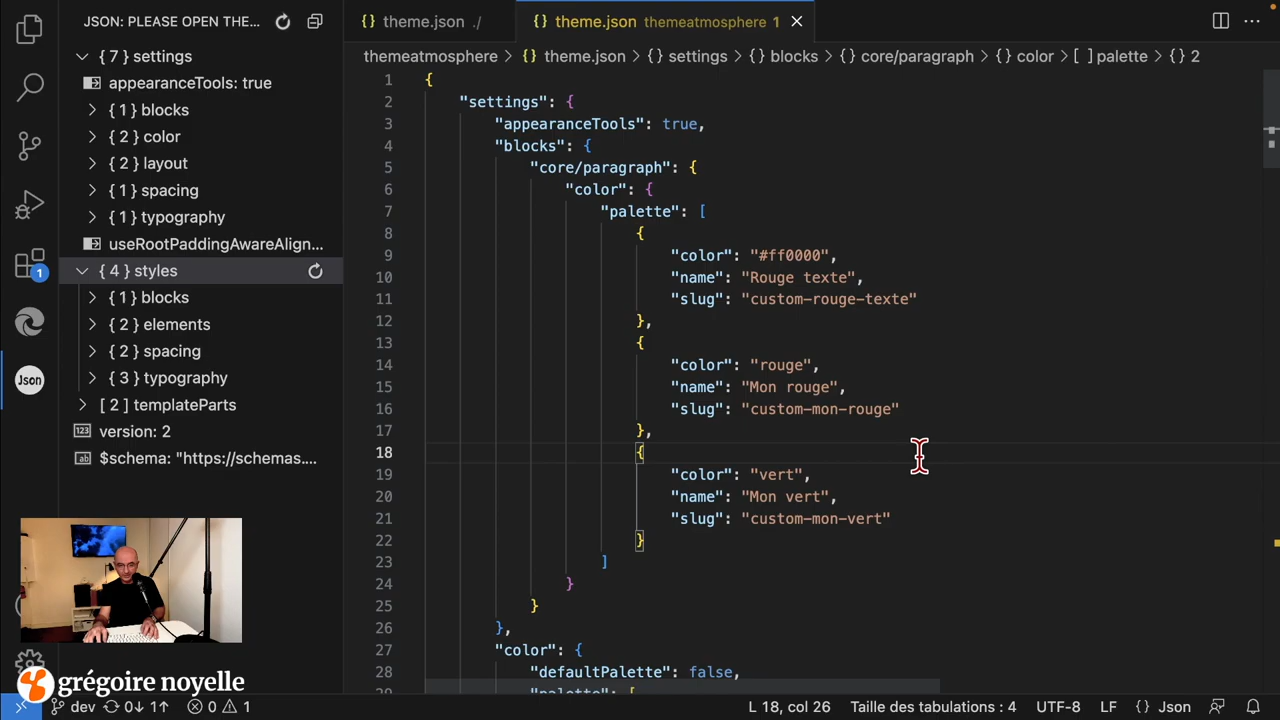 JSON: PLEASE OPEN THE...
{ 7 } settings
appearanceTools: true
{ 1 } blocks
{ 2 } color
{ 2 } layout
{ 1 } spacing
{ 1 } typography
useRootPaddingAwareAlign...
{ 4 } styles
{ 1 } blocks
{ 2 } elements
{ 2 } spacing
{ 3 } typography
[ 2 ] templateParts
version: 2
$schema: "https://schemas....
1
Json
grégoire noyelle
{} theme.json ./
{} theme.json themeatmosphere 1
themeatmosphere > {} theme.json > {} settings > {} blocks > {} core/paragraph > {} color > [ ] palette > {} 2
1 {
2 "settings": {
3 "appearanceTools": true,
4 "blocks": {
5 "core/paragraph": {
6 "color": {
7 "palette": [
8 {
9 "color": "#ff0000",
10 "name": "Rouge texte",
11 "slug": "custom-rouge-texte"
12 },
13 {
14 "color": "rouge",
15 "name": "Mon rouge",
16 "slug": "custom-mon-rouge"
17 },
18 {
19 "color": "vert",
20 "name": "Mon vert",
21 "slug": "custom-mon-vert"
22 }
23 ]
24 }
25 }
26 },
27 "color": {
28 "defaultPalette": false,
29 "palette": [
dev 0↓ 1↑ 0 1 L 18, col 26 Taille des tabulations : 4 UTF-8 LF {} Json